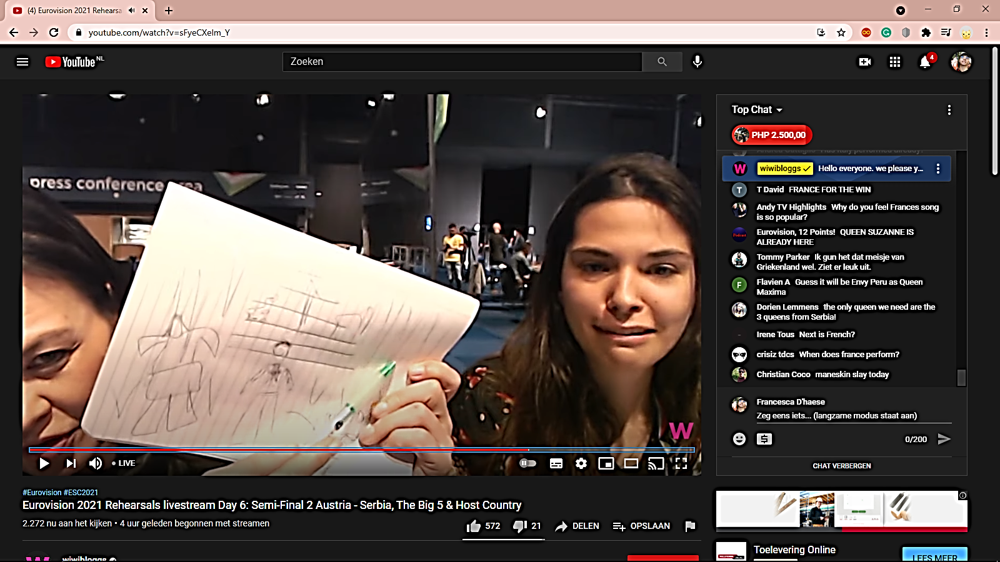 (4) Eurovision 2021 Rehearsa
youtube.com/watch?v=sFyeCXelm_Y
YouTube NL
Zoeken
4
press conference area
W
LIVE
#Eurovision #ESC2021
Eurovision 2021 Rehearsals livestream Day 6: Semi-Final 2 Austria - Serbia, The Big 5 & Host Country
2.272 nu aan het kijken • 4 uur geleden begonnen met streamen
572
21
DELEN
OPSLAAN
wiwibloggs
Top Chat
PHP 2.500,00
W wiwibloggs Hello everyone. we please y...
T T David FRANCE FOR THE WIN
Andy TV Highlights Why do you feel Frances song
is so popular?
Eurovision, 12 Points! QUEEN SUZANNE IS
ALREADY HERE
Tommy Parker Ik gun het dat meisje van
Griekenland wel. Ziet er leuk uit.
F Flavien A Guess it will be Envy Peru as Queen
Maxima
Dorien Lemmens the only queen we need are the
3 queens from Serbia!
Irene Tous Next is French?
crisiz tdcs When does france perform?
Christian Coco maneskin slay today
Francesca D'haese
Zeg eens iets... (langzame modus staat aan)
0/200
CHAT VERBERGEN
Toelevering Online
LEES MEER